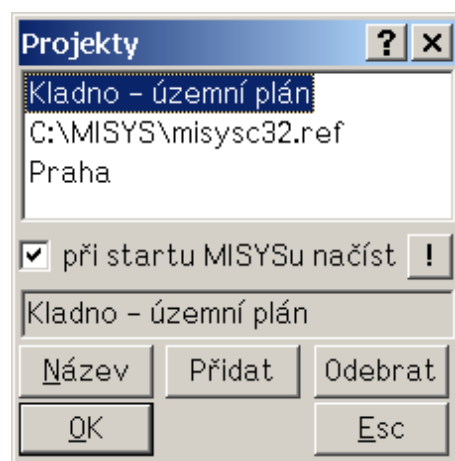 Projekty ? ×
Kladno – územní plán
C:\MISYS\misysc32.ref
Praha
při startu MISYSu načíst !
Kladno – územní plán
Název Přidat Odebrat
OK Esc